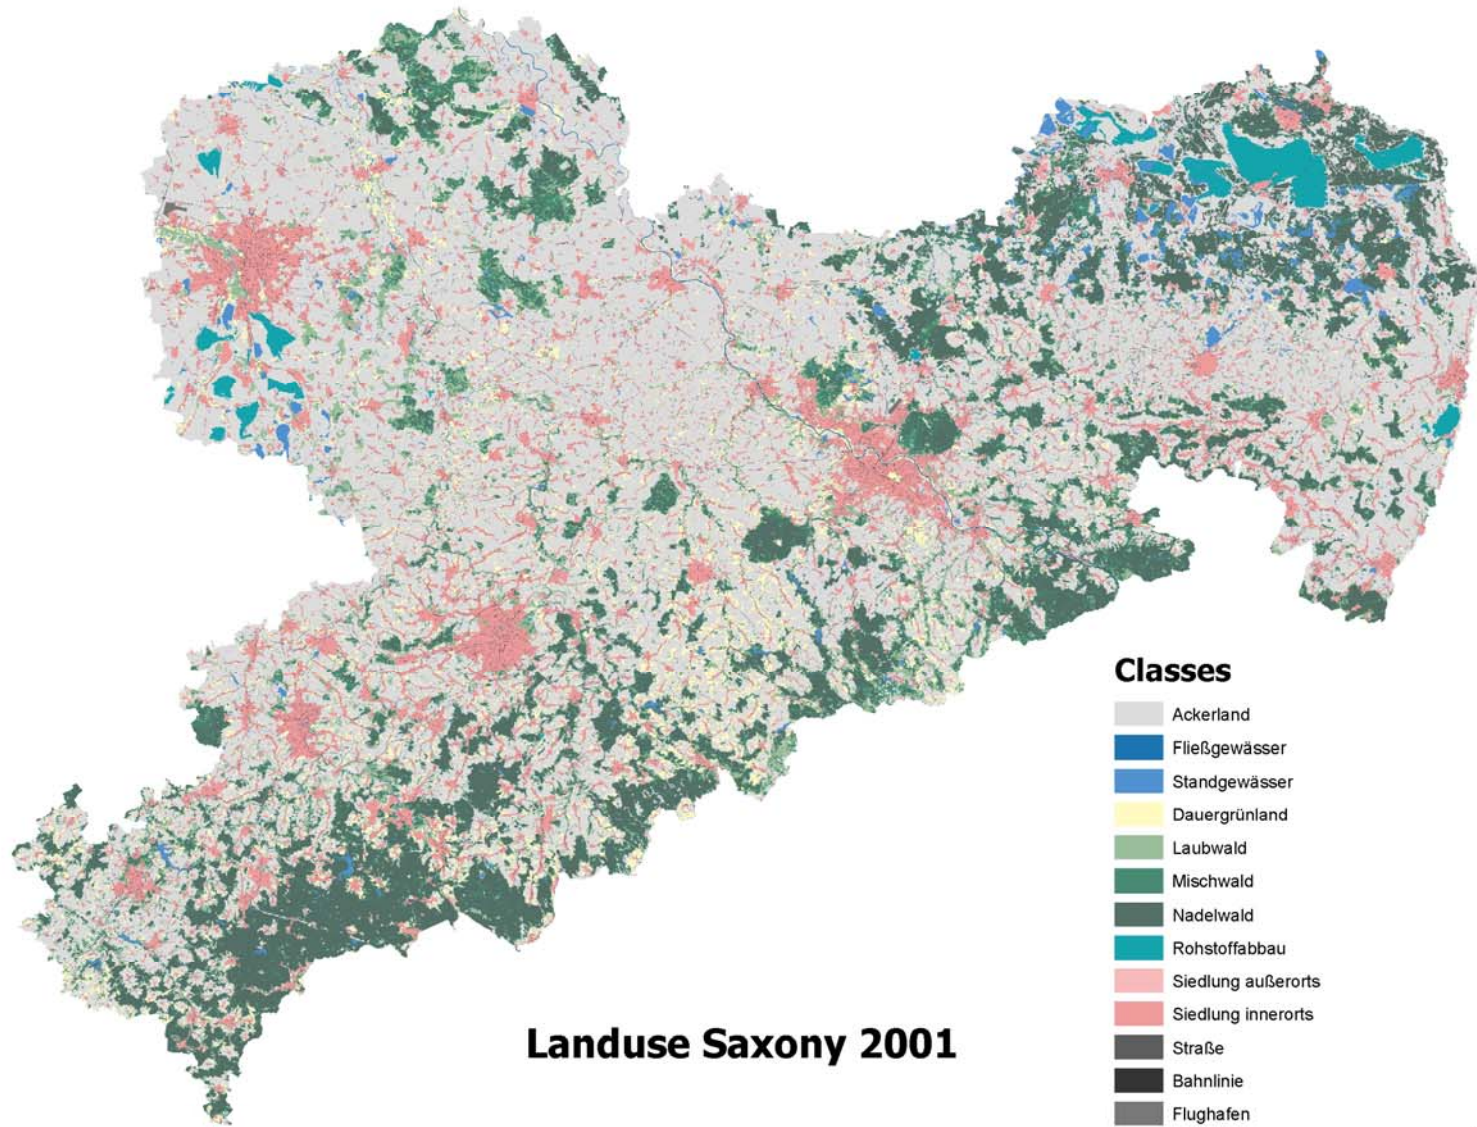 Classes
Ackerland
Fließgewässer
Standgewässer
Dauergrünland
Laubwald
Mischwald
Nadelwald
Rohstoffabbau
Siedlung außerorts
Siedlung innerorts
Straße
Bahnlinie
Flughafen
Landuse Saxony 2001